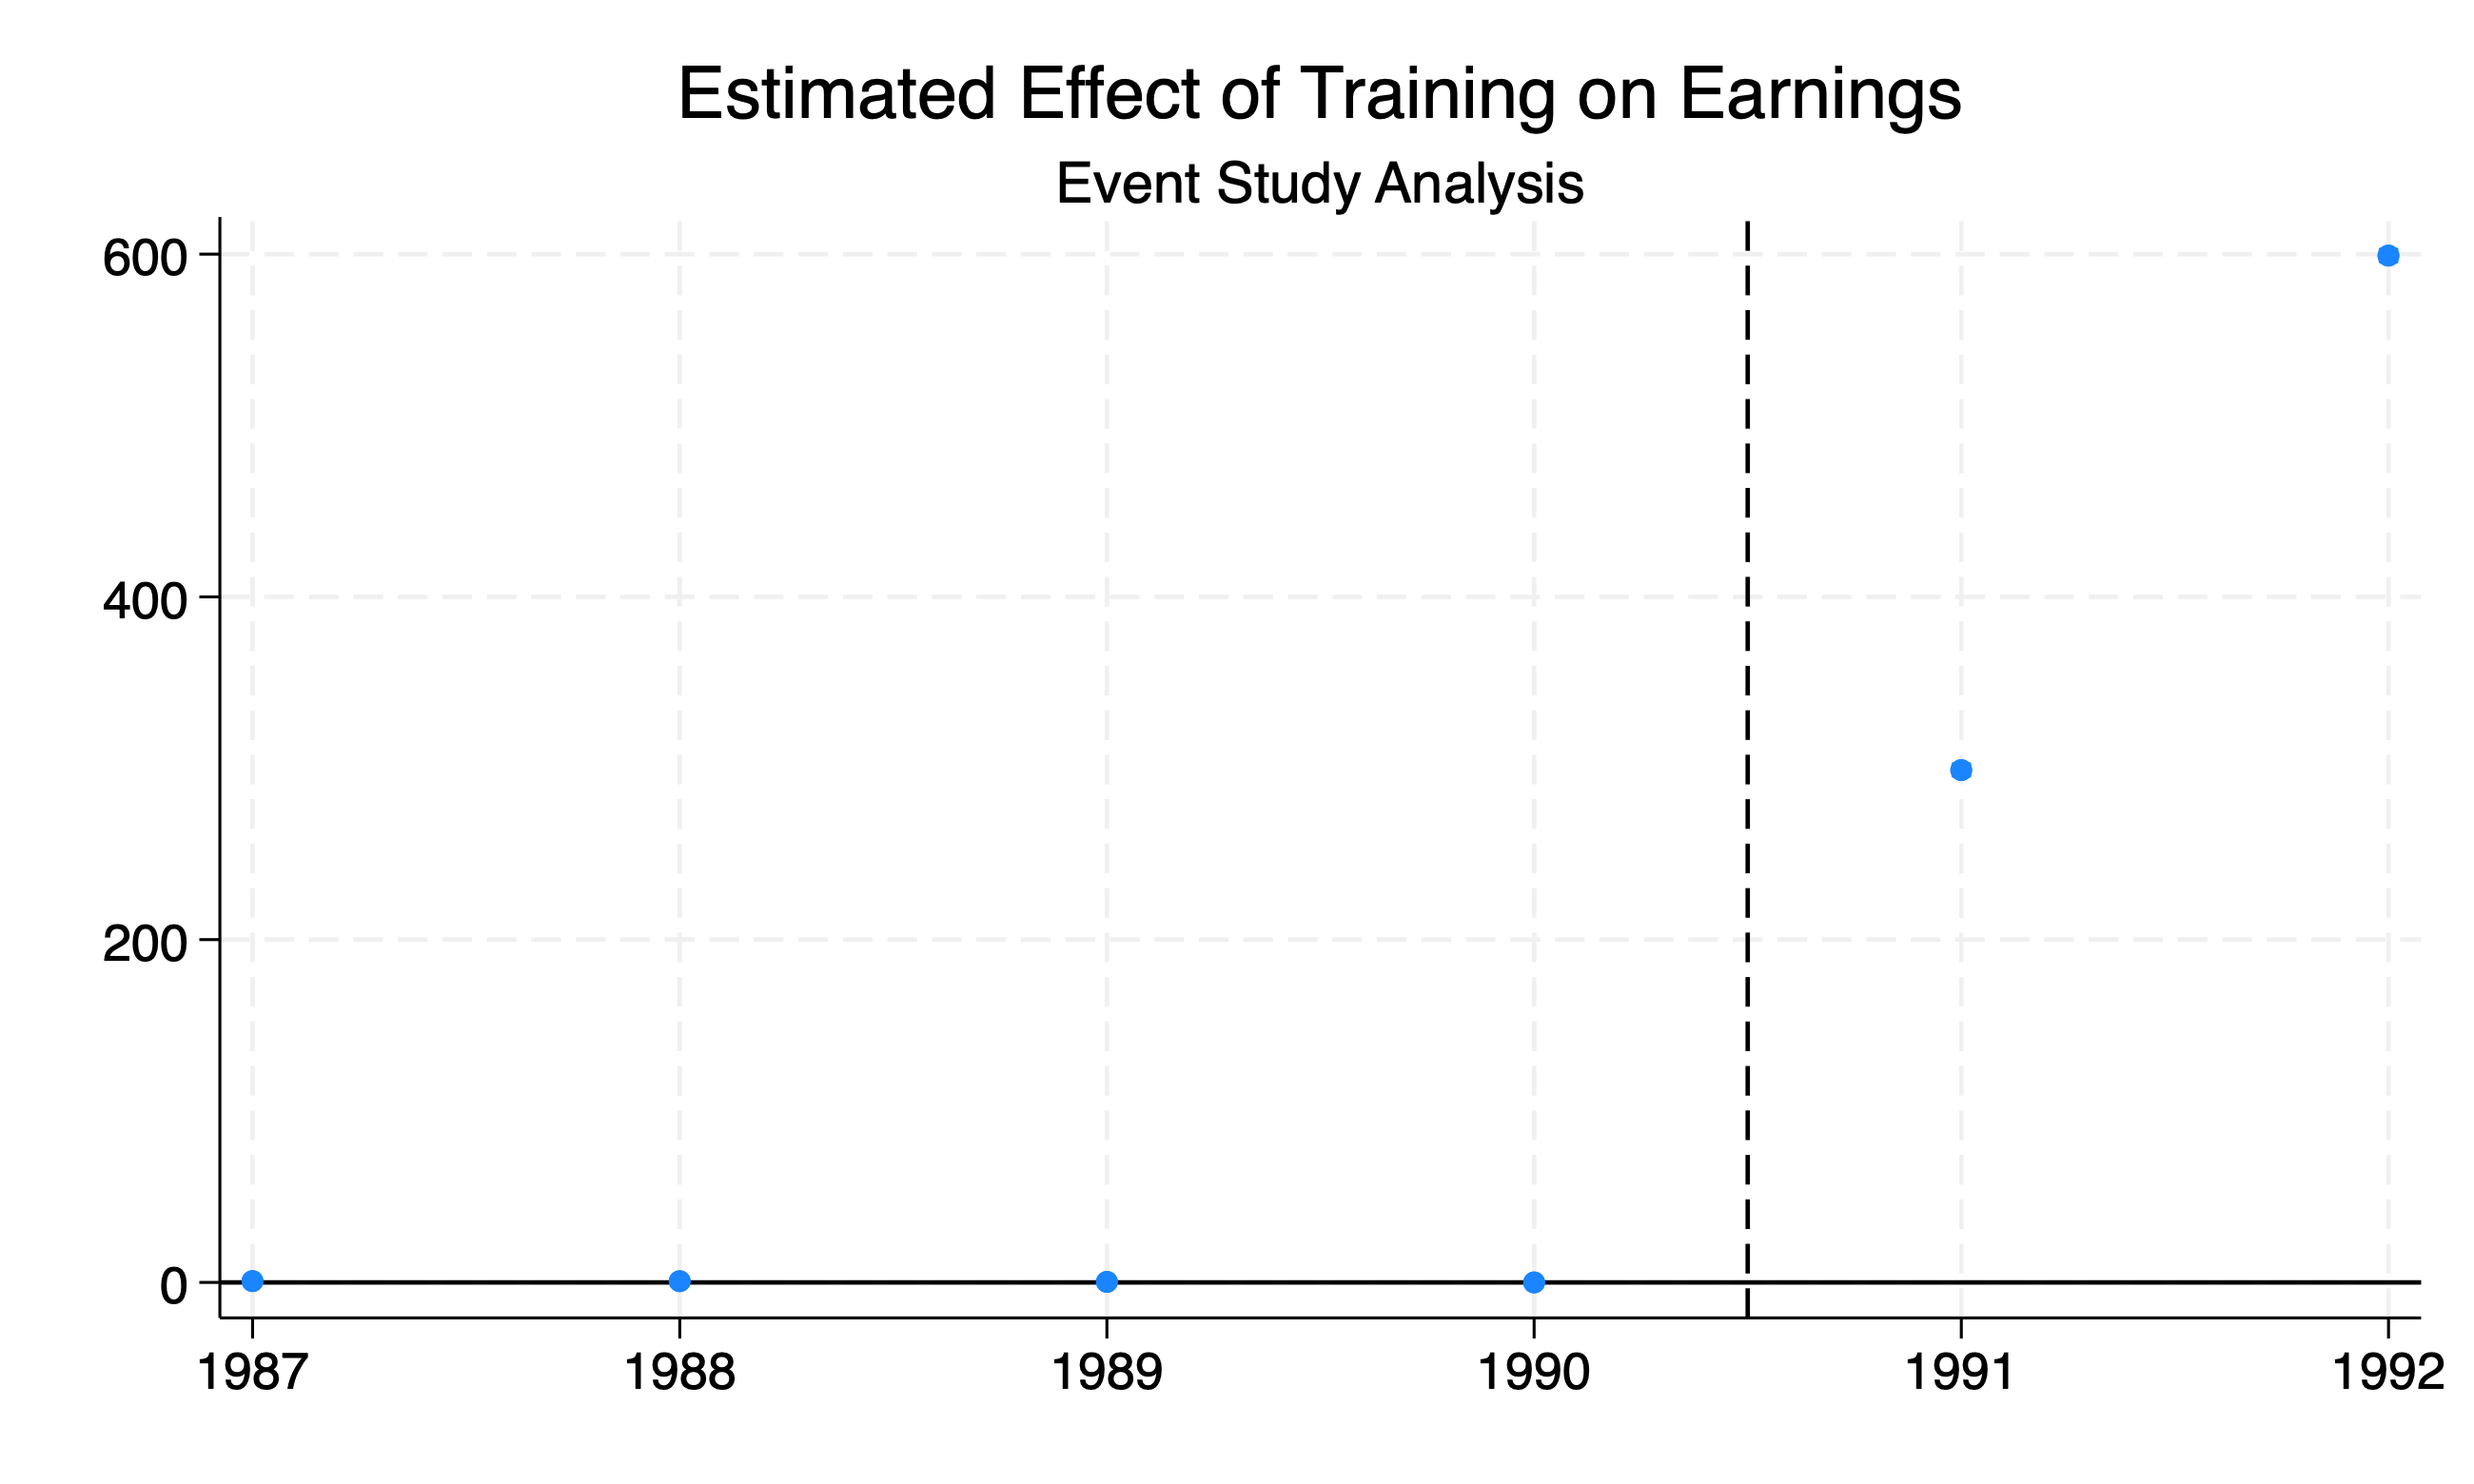 Estimated Effect of Training on Earnings
Event Study Analysis
600
400
200
0
1987 1988 1989 1990 1991 1992